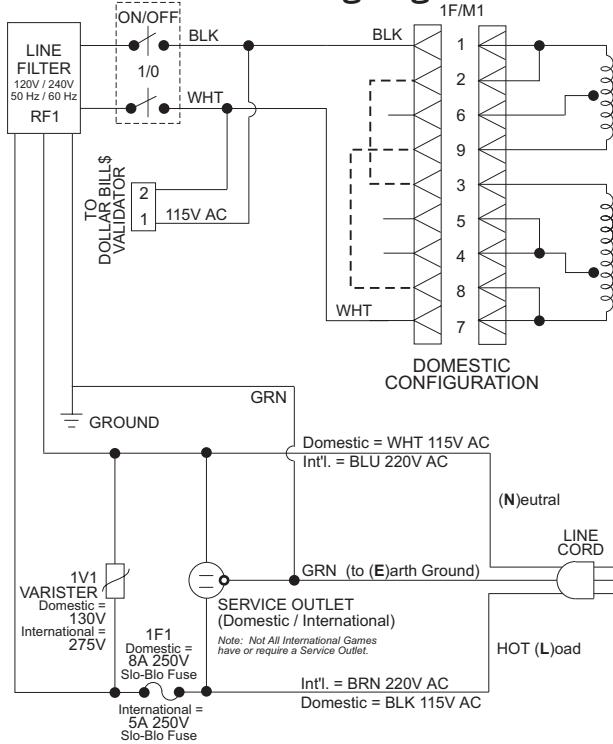 ON/OFF
1/0
LINE
FILTER
120V / 240V
50 Hz / 60 Hz
RF1
BLK
WHT
BLK
1F/M1
1
2
6
9
3
5
4
8
7
WHT
DOMESTIC
CONFIGURATION
TO
DOLLAR BILL$
VALIDATOR
2
1
115V AC
GROUND
GRN
Domestic = WHT 115V AC
Int'l. = BLU 220V AC
(N)eutral
LINE
CORD
GRN (to (E)arth Ground)
1V1
VARISTER
Domestic =
130V
International =
275V
SERVICE OUTLET
(Domestic / International)
Note: Not All International Games
have or require a Service Outlet.
HOT (L)oad
1F1
Domestic =
8A 250V
Slo-Blo Fuse
International =
5A 250V
Slo-Blo Fuse
Int'l. = BRN 220V AC
Domestic = BLK 115V AC